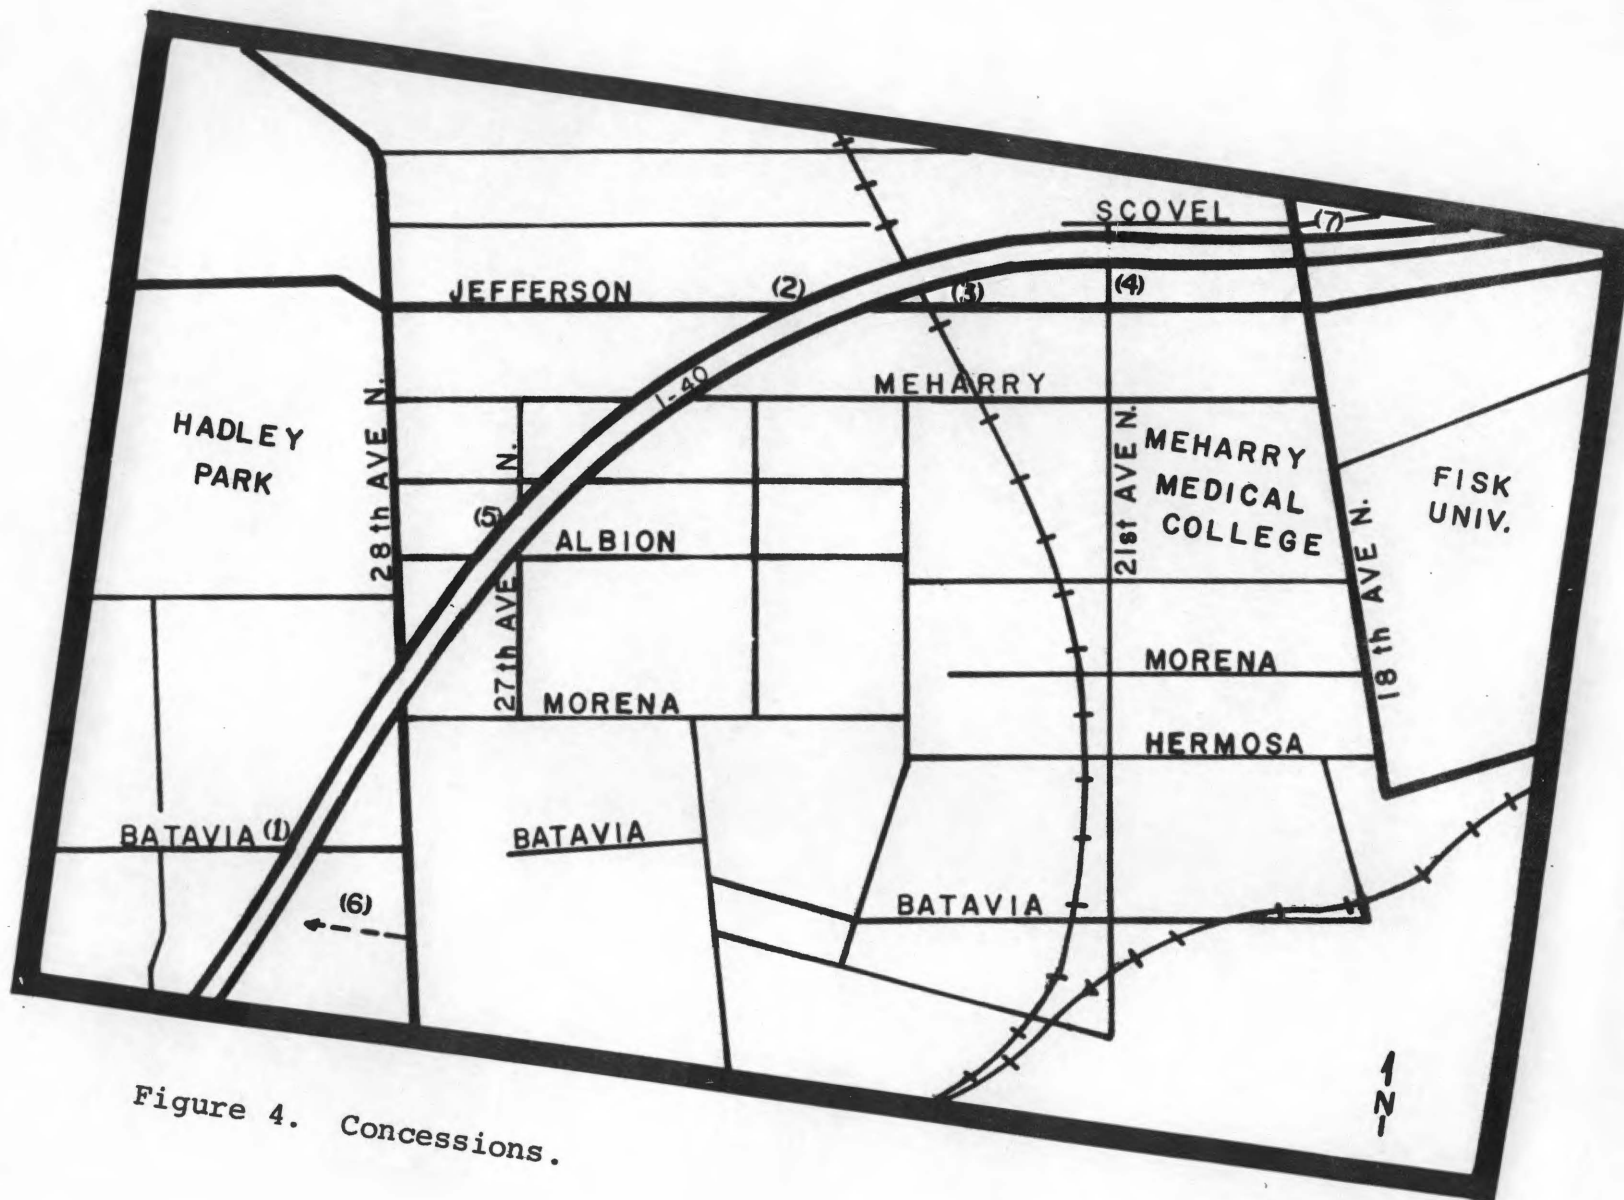 SCOVEL
(7)
JEFFERSON
(2)
(3)
(4)
I-40
MEHARRY
HADLEY
PARK
28th AVE N.
27th AVE N.
(5)
ALBION
21st AVE N.
MEHARRY
MEDICAL
COLLEGE
FISK
UNIV.
18th AVE N.
MORENA
MORENA
HERMOSA
BATAVIA (1)
BATAVIA
BATAVIA
(6)
N
Figure 4. Concessions.